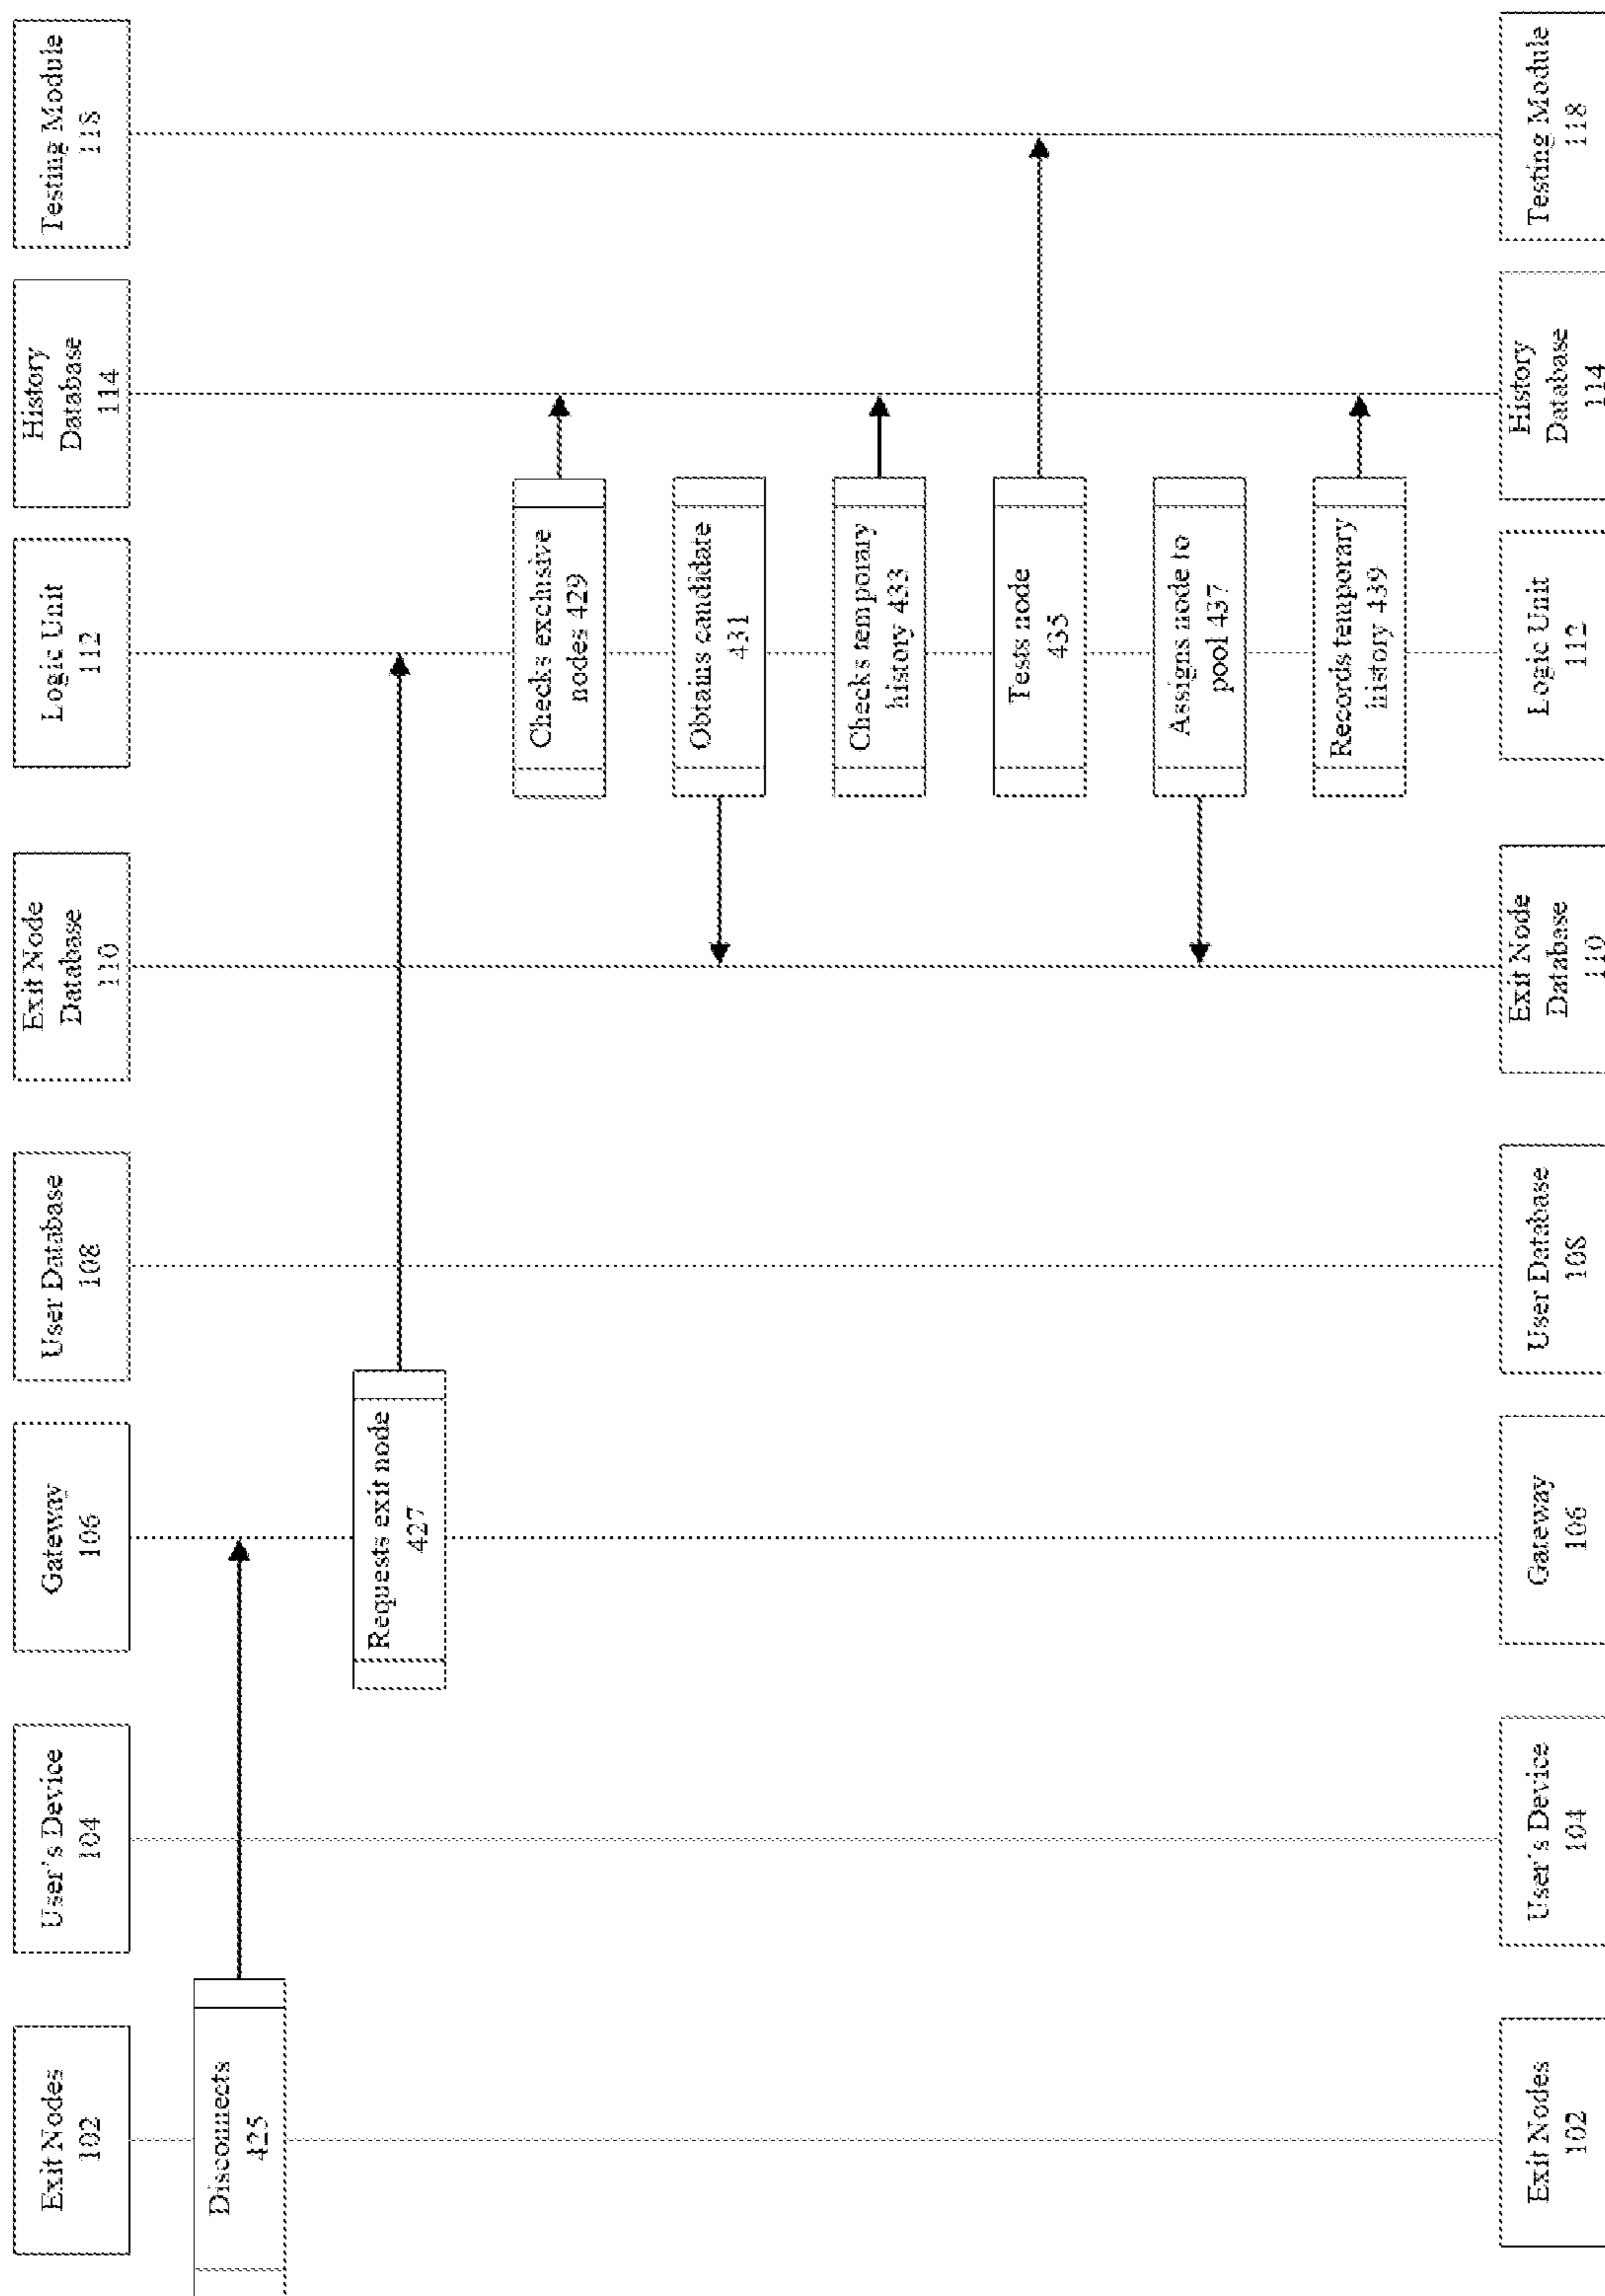 Exit Nodes
102
User's Device
104
Gateway
106
User Database
108
Exit Node
Database
110
Logic Unit
112
History
Database
114
Testing Module
118
Disconnects
425
Requests exit node
427
Checks exclusive
nodes 429
Obtains candidate
431
Checks temporary
history 433
Tests node
435
Assigns node to
pool 437
Records temporary
history 439
Exit Nodes
102
User's Device
104
Gateway
106
User Database
108
Exit Node
Database
110
Logic Unit
112
History
Database
114
Testing Module
118